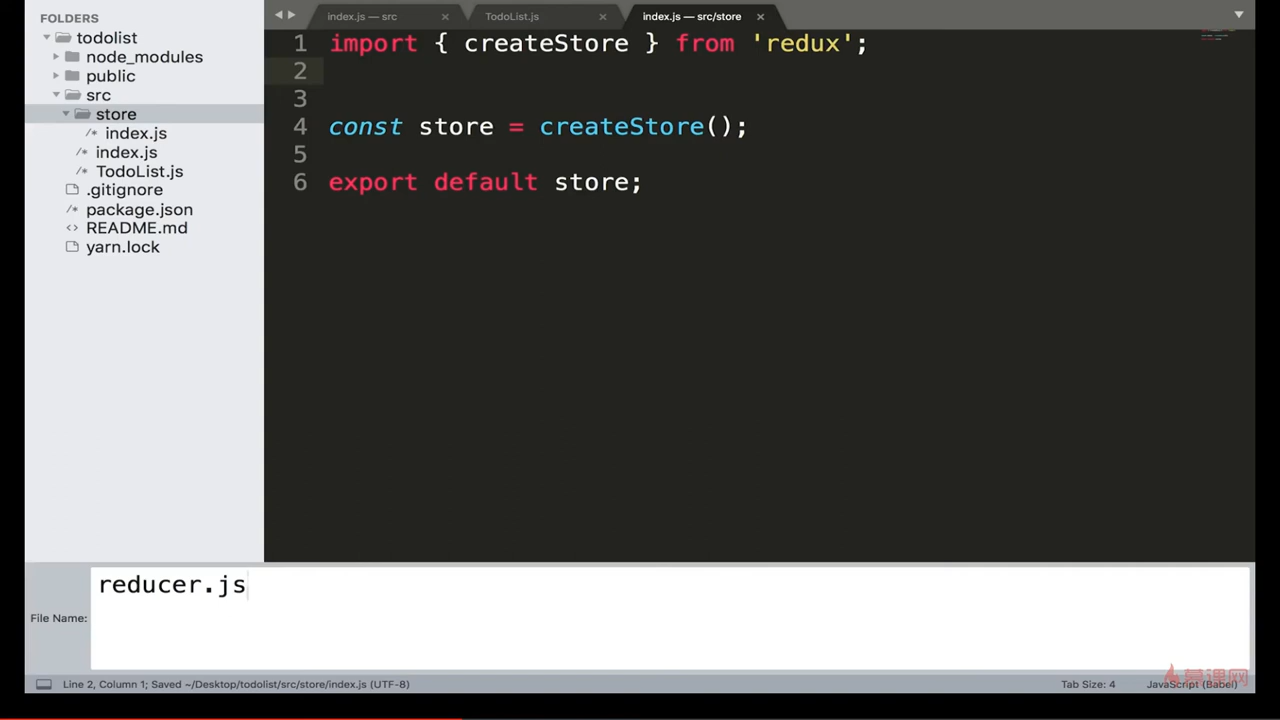 FOLDERS
todolist
node_modules
public
src
store
index.js
index.js
TodoList.js
.gitignore
package.json
README.md
yarn.lock
index.js — src
TodoList.js
index.js — src/store
1 import { createStore } from 'redux';
2
3
4 const store = createStore();
5
6 export default store;
File Name:
reducer.js
Line 2, Column 1; Saved ~/Desktop/todolist/src/store/index.js (UTF-8)
Tab Size: 4
JavaScript (Babel)
慕课网